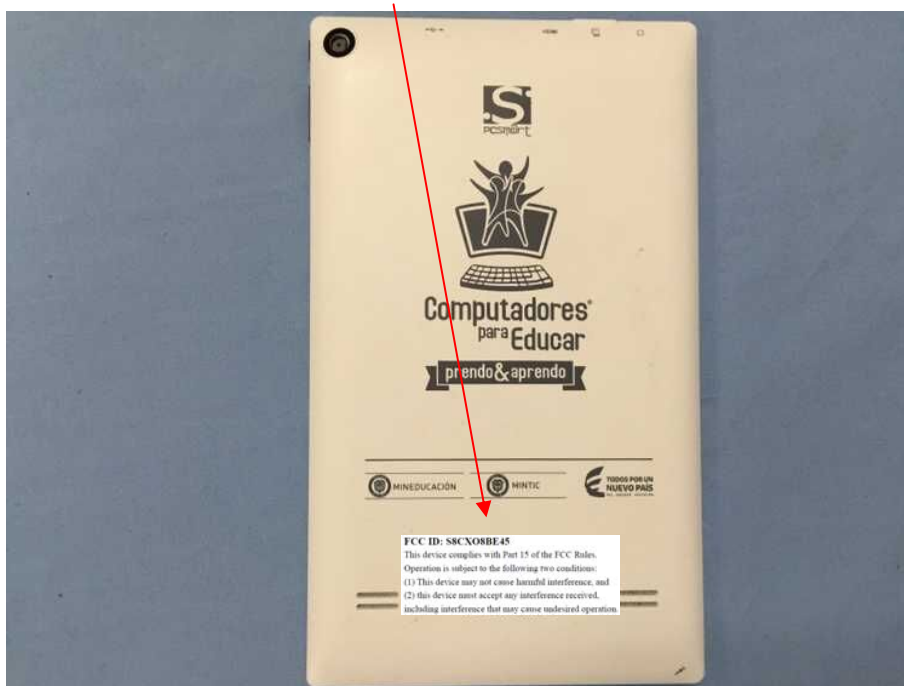 HDMI
S
PCSmart
Computadores
para Educar
prendo&aprendo
MINEDUCACIÓN
MINTIC
TODOS POR UN
NUEVO PAÍS
FCC ID: S8CXO8BE45
This device complies with Part 15 of the FCC Rules.
Operation is subject to the following two conditions:
(1) This device may not cause harmful interference, and
(2) this device must accept any interference received,
including interference that may cause undesired operation.